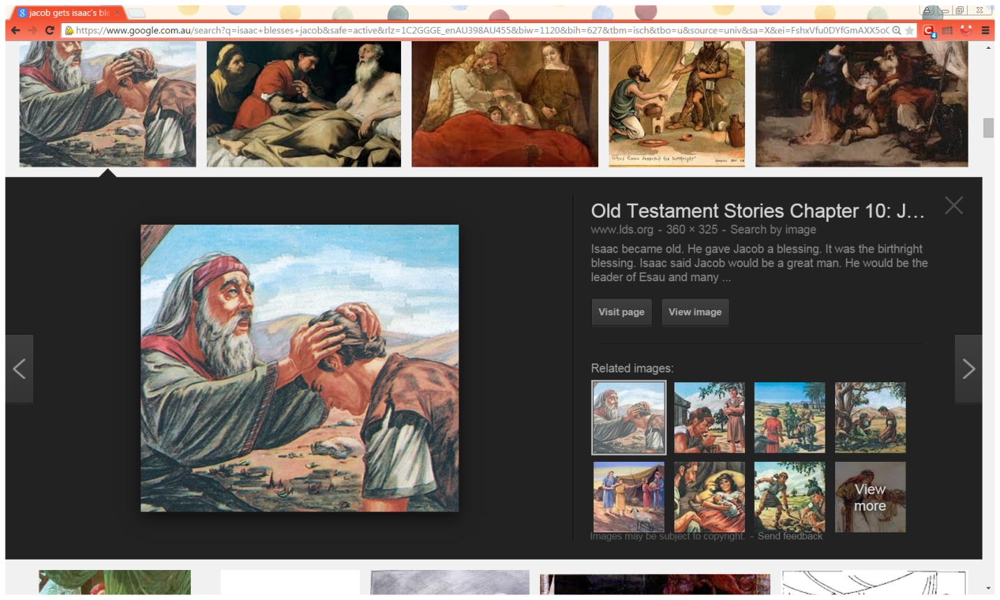 jacob gets isaac's ble
https://www.google.com.au/search?q=isaac+blesses+jacob&safe=active&rlz=1C2GGGE_enAU398AU455&biw=1120&bih=627&tbm=isch&tbo=u&source=univ&sa=X&ei=FshxVfu0DYfGmAXX5oC
4
Old Testament Stories Chapter 10: J...
www.lds.org - 360 × 325 - Search by image
Isaac became old. He gave Jacob a blessing. It was the birthright
blessing. Isaac said Jacob would be a great man. He would be the
leader of Esau and many ...
Visit page
View image
Related images:
View
more
Images may be subject to copyright. - Send feedback